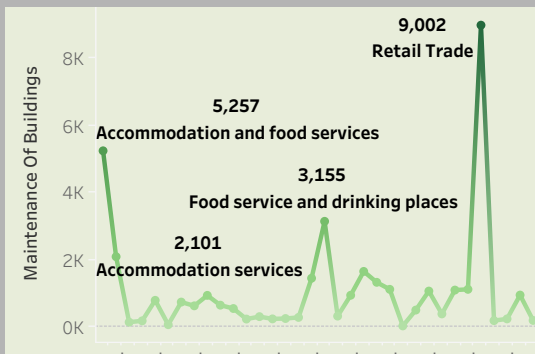 9,002
Retail Trade
8K
Maintenance Of Buildings
6K
5,257
Accommodation and food services
4K
3,155
Food service and drinking places
2,101
2K
Accommodation services
0K